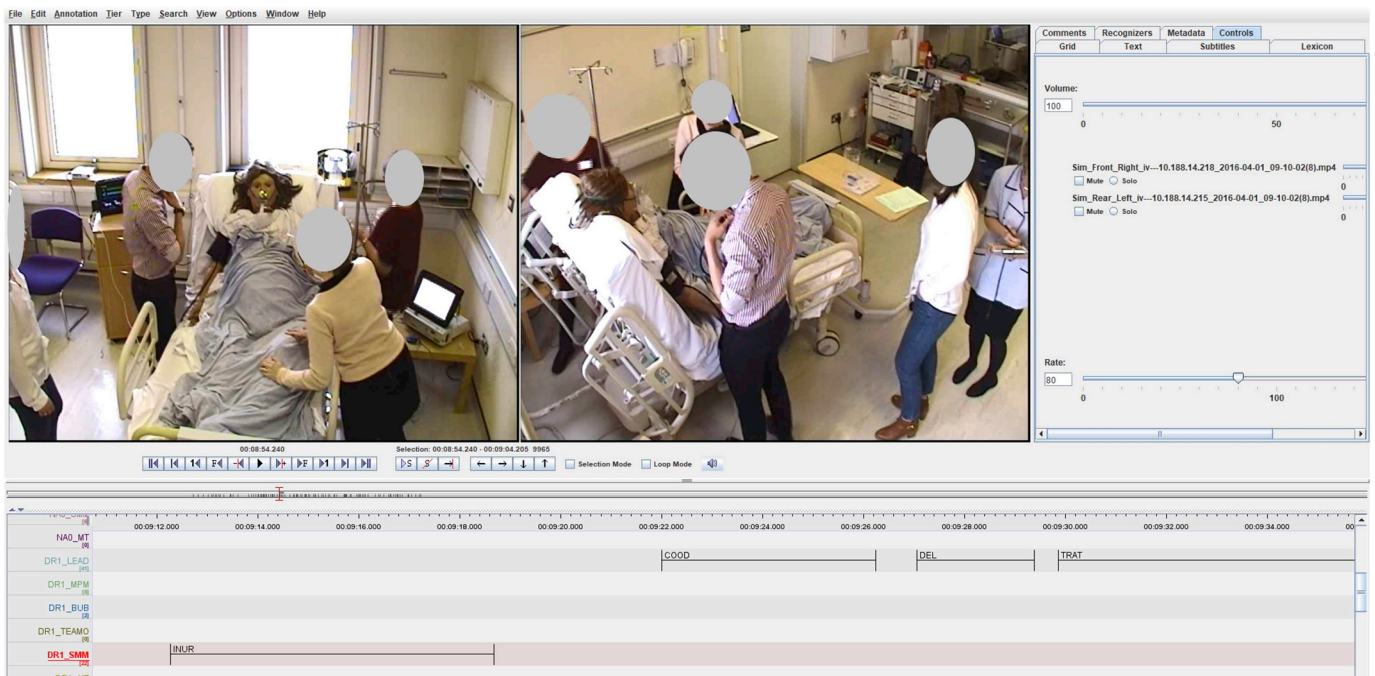 File Edit Annotation Tier Type Search View Options Window Help
Comments Recognizers Metadata Controls
Grid Text Subtitles Lexicon
Volume:
100
0 50
Sim_Front_Right_iv---10.188.14.218_2016-04-01_09-10-02(8).mp4
Mute Solo
0
Sim_Rear_Left_iv---10.188.14.215_2016-04-01_09-10-02(8).mp4
Mute Solo
0
Rate:
80
0 100
00:08:54.240
Selection: 00:08:54.240 - 00:09:04.205 9965
1 F F 1 S S Selection Mode Loop Mode
00:09:12.000 00:09:14.000 00:09:16.000 00:09:18.000 00:09:20.000 00:09:22.000 00:09:24.000 00:09:26.000 00:09:28.000 00:09:30.000 00:09:32.000 00:09:34.000 00
NA0_MT
[0]
DR1_LEAD COOD DEL TRAT
[41]
DR1_MPM
DR1_BUB
DR1_TEAMO
DR1_SMM INUR
[22]